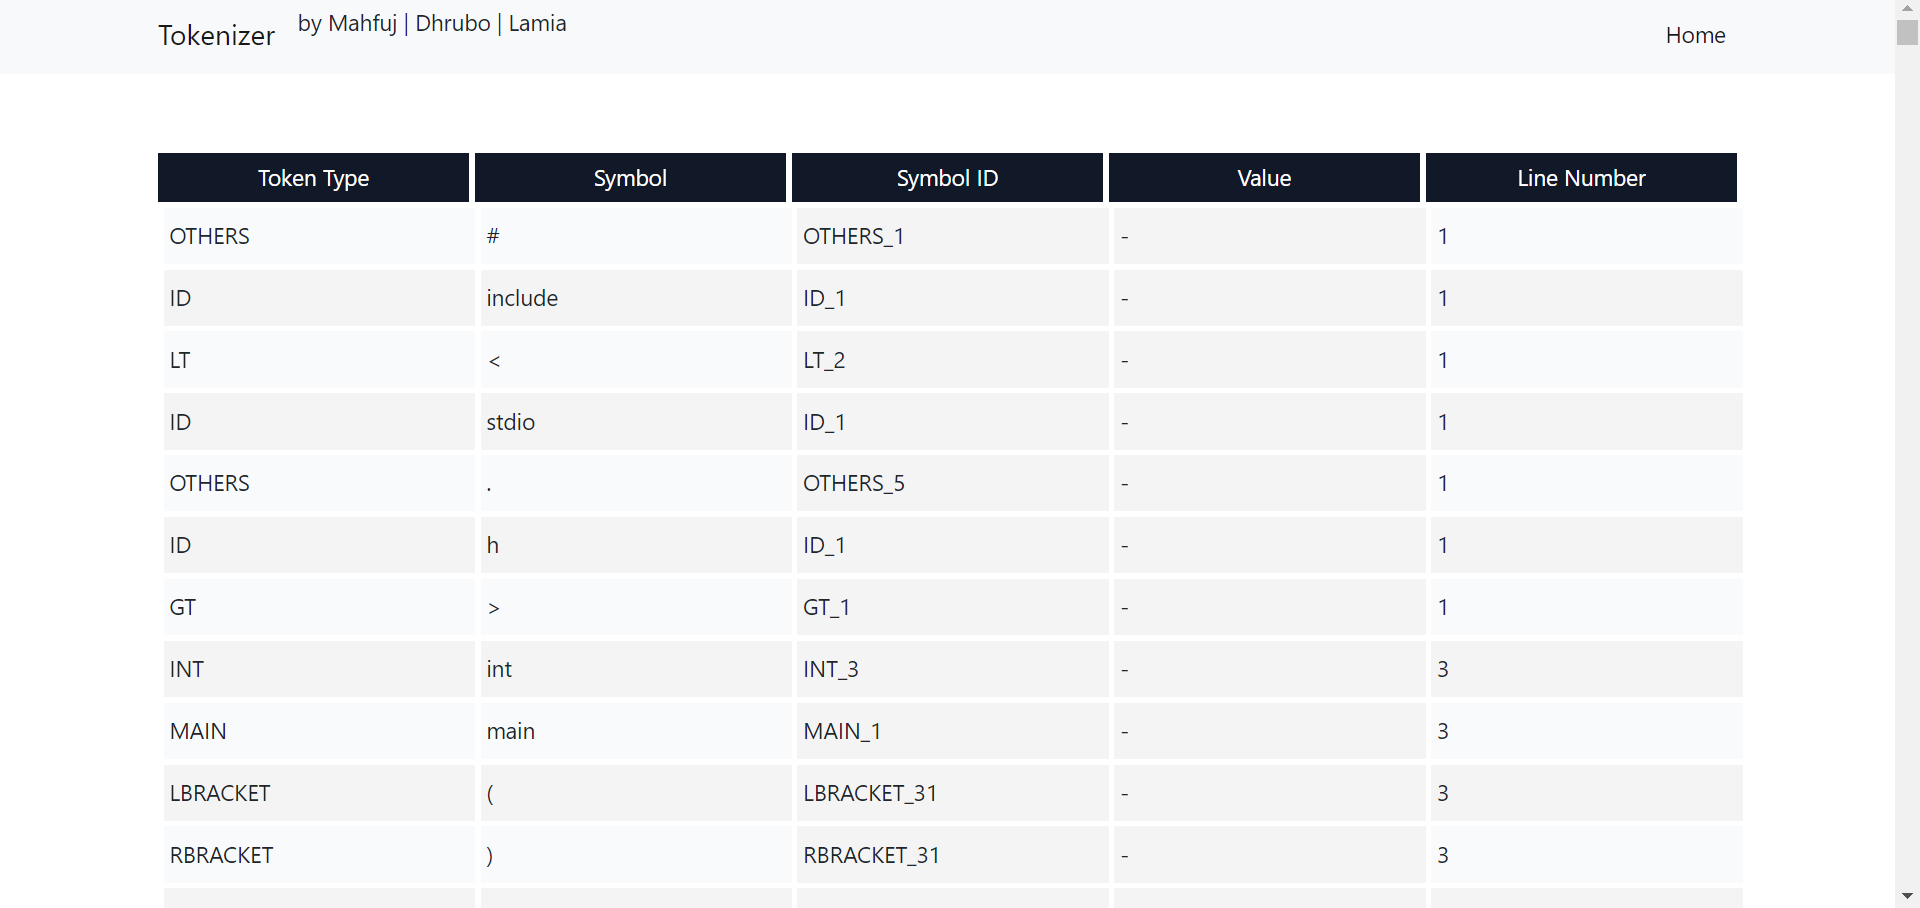 Tokenizer by Mahfuj | Dhrubo | Lamia Home
Token Type Symbol Symbol ID Value Line Number
OTHERS # OTHERS_1 - 1
ID include ID_1 - 1
LT < LT_2 - 1
ID stdio ID_1 - 1
OTHERS . OTHERS_5 - 1
ID h ID_1 - 1
GT > GT_1 - 1
INT int INT_3 - 3
MAIN main MAIN_1 - 3
LBRACKET ( LBRACKET_31 - 3
RBRACKET ) RBRACKET_31 - 3